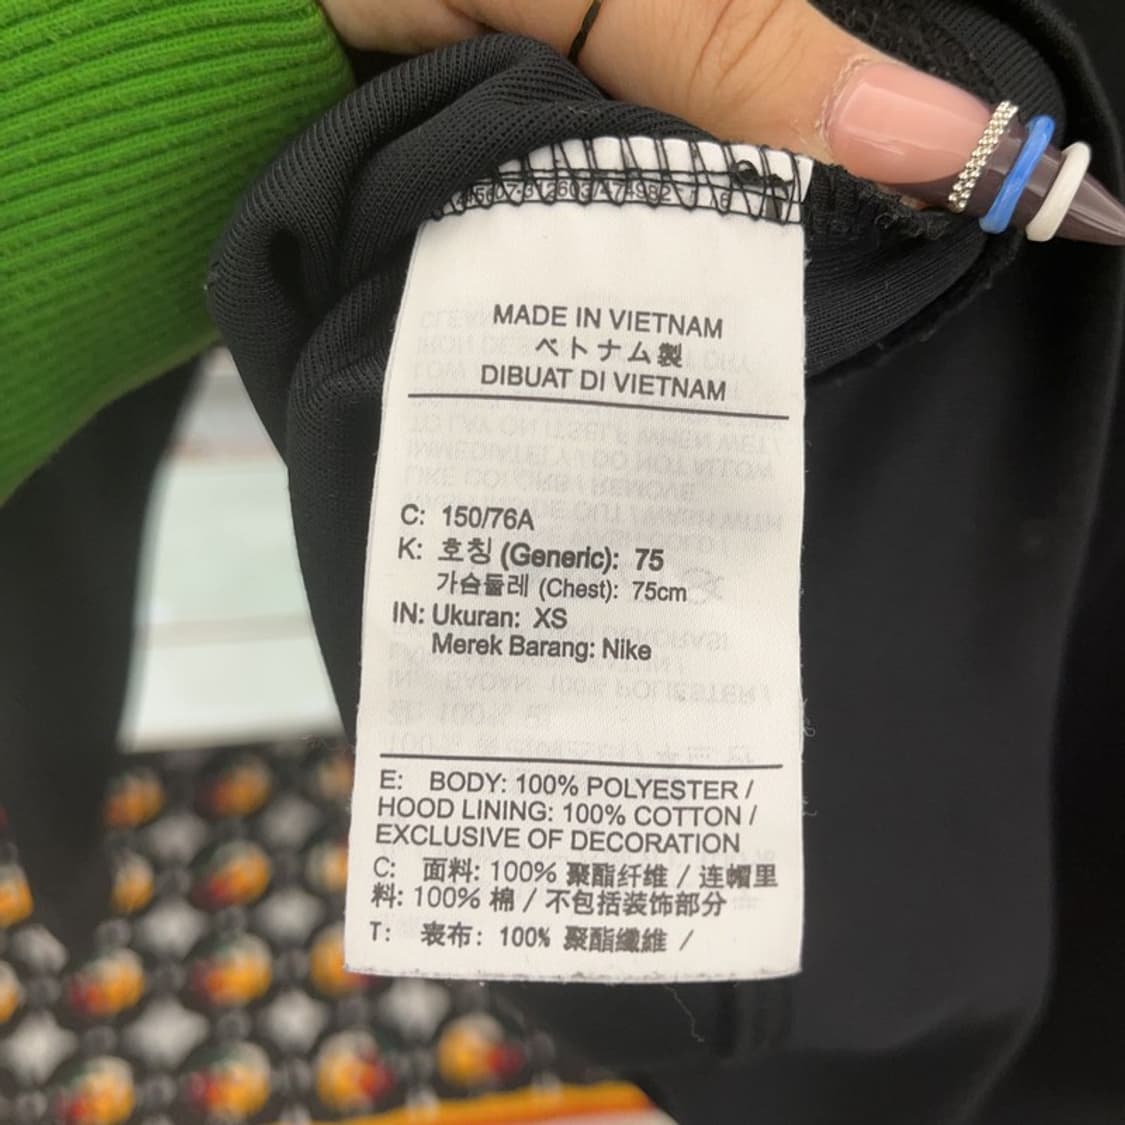 MADE IN VIETNAM
ベトナム製
DIBUAT DI VIETNAM
C: 150/76A
K: 호칭 (Generic): 75
가슴둘레 (Chest): 75cm
IN: Ukuran: XS
Merek Barang: Nike
E: BODY: 100% POLYESTER /
HOOD LINING: 100% COTTON /
EXCLUSIVE OF DECORATION
C: 面料: 100% 聚酯纤维 / 连帽里
料: 100% 棉 / 不包括装饰部分
T: 表布: 100% 聚酯纖維 /